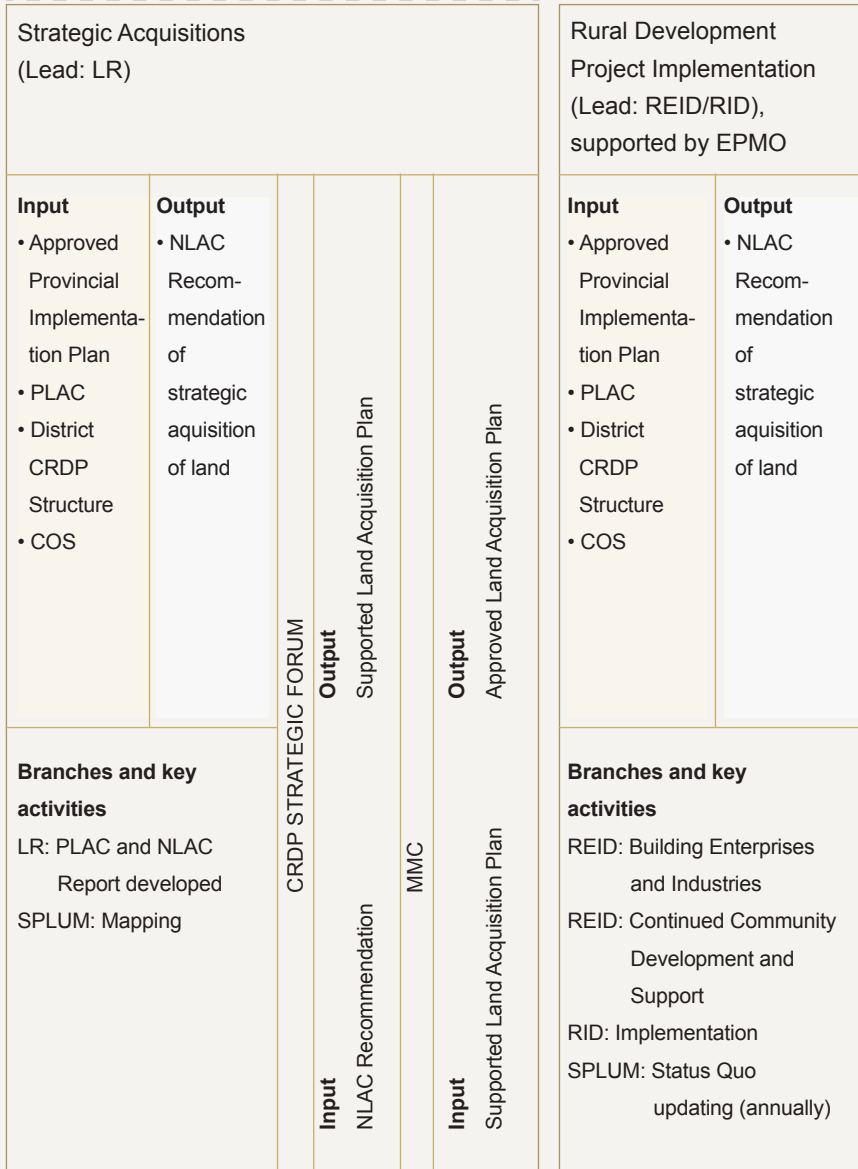 Strategic Acquisitions
(Lead: LR)
Input
• Approved
Provincial
Implementa-
tion Plan
• PLAC
• District
CRDP
Structure
• COS
Output
• NLAC
Recom-
mendation
of
strategic
aquisition
of land
Branches and key
activities
LR: PLAC and NLAC
Report developed
SPLUM: Mapping
CRDP STRATEGIC FORUM
Input
NLAC Recommendation
Output
Supported Land Acquisition Plan
MMC
Input
Supported Land Acquisition Plan
Output
Approved Land Acquisition Plan
Rural Development
Project Implementation
(Lead: REID/RID),
supported by EPMO
Input
• Approved
Provincial
Implementa-
tion Plan
• PLAC
• District
CRDP
Structure
• COS
Output
• NLAC
Recom-
mendation
of
strategic
aquisition
of land
Branches and key
activities
REID: Building Enterprises
and Industries
REID: Continued Community
Development and
Support
RID: Implementation
SPLUM: Status Quo
updating (annually)